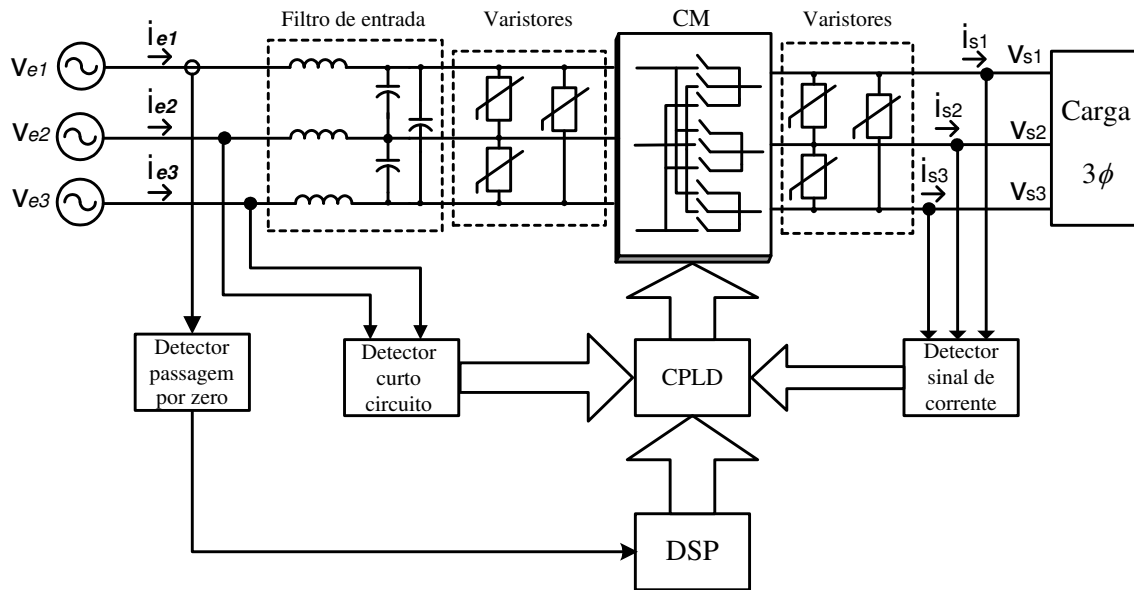 Filtro de entrada
Varistores
CM
Varistores
ie1
ie2
ie3
ve1
ve2
ve3
is1
is2
is3
vs1
vs2
vs3
Carga
3ϕ
Detector
passagem
por zero
Detector
curto
circuito
CPLD
Detector
sinal de
corrente
DSP